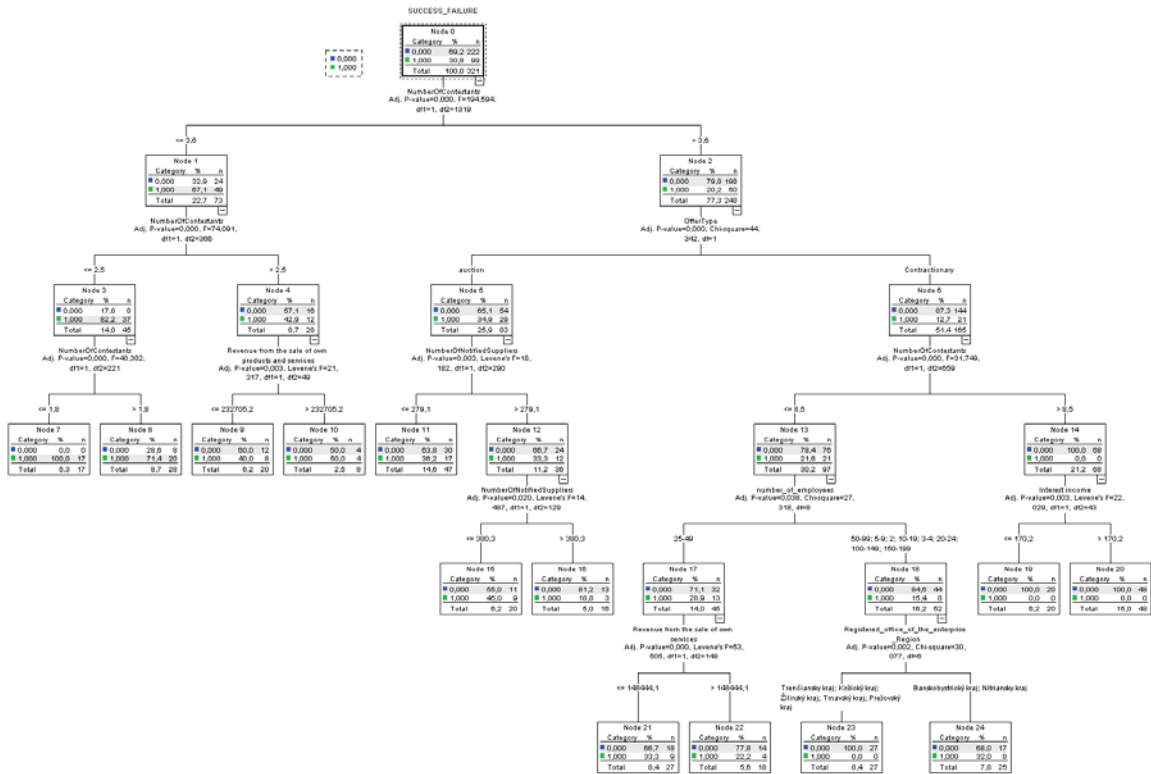 SUCCESS_FAILURE
Node 0
Category % n
0,000 69,2 222
1,000 30,8 99
Total 100,0 321
0,000
1,000
NumberOfContestants
Adj. P-value=0,000, F=194,594,
df1=1, df2=1319
<= 3,6
> 3,6
Node 1
Category % n
0,000 32,9 24
1,000 67,1 49
Total 22,7 73
Node 2
Category % n
0,000 79,8 198
1,000 20,2 50
Total 77,3 248
NumberOfContestants
Adj. P-value=0,000, F=74,091,
df1=1, df2=366
OfferType
Adj. P-value=0,000, Chi-square=44,
342, df=1
<= 2,5
> 2,5
auction
Contractionary
Node 3
Category % n
0,000 17,8 8
1,000 82,2 37
Total 14,0 45
Node 4
Category % n
0,000 57,1 16
1,000 42,9 12
Total 8,7 28
Node 5
Category % n
0,000 65,1 54
1,000 34,9 29
Total 25,9 83
Node 6
Category % n
0,000 87,3 144
1,000 12,7 21
Total 51,4 165
NumberOfContestants
Adj. P-value=0,000, F=40,302,
df1=1, df2=221
Revenue from the sale of own
products and services
Adj. P-value=0,003, Levene's F=21,
317, df1=1, df2=49
NumberOfNotifiedSuppliers
Adj. P-value=0,003, Levene's F=18,
182, df1=1, df2=290
NumberOfContestants
Adj. P-value=0,000, F=31,749,
df1=1, df2=659
<= 1,8
> 1,8
<= 232705,2
> 232705,2
<= 279,1
> 279,1
<= 8,5
> 8,5
Node 7
Category % n
0,000 0,0 0
1,000 100,0 17
Total 5,3 17
Node 8
Category % n
0,000 28,6 8
1,000 71,4 20
Total 8,7 28
Node 9
Category % n
0,000 60,0 12
1,000 40,0 8
Total 6,2 20
Node 10
Category % n
0,000 50,0 4
1,000 50,0 4
Total 2,5 8
Node 11
Category % n
0,000 63,8 30
1,000 36,2 17
Total 14,6 47
Node 12
Category % n
0,000 66,7 24
1,000 33,3 12
Total 11,2 36
Node 13
Category % n
0,000 78,4 76
1,000 21,6 21
Total 30,2 97
Node 14
Category % n
0,000 100,0 68
1,000 0,0 0
Total 21,2 68
NumberOfNotifiedSuppliers
Adj. P-value=0,020, Levene's F=14,
487, df1=1, df2=129
number_of_employees
Adj. P-value=0,038, Chi-square=27,
318, df=8
Interest income
Adj. P-value=0,003, Levene's F=22,
029, df1=1, df2=43
<= 300,3
> 300,3
25-49
50-99; 5-9; 2; 10-19; 3-4; 20-24;
100-149; 150-199
<= 170,2
> 170,2
Node 15
Category % n
0,000 55,0 11
1,000 45,0 9
Total 6,2 20
Node 16
Category % n
0,000 81,2 13
1,000 18,8 3
Total 5,0 16
Node 17
Category % n
0,000 71,1 32
1,000 28,9 13
Total 14,0 45
Node 18
Category % n
0,000 84,6 44
1,000 15,4 8
Total 16,2 52
Node 19
Category % n
0,000 100,0 20
1,000 0,0 0
Total 6,2 20
Node 20
Category % n
0,000 100,0 48
1,000 0,0 0
Total 15,0 48
Revenue from the sale of own
services
Adj. P-value=0,000, Levene's F=53,
505, df1=1, df2=148
Registered_office_of_the_enterprise
_Region
Adj. P-value=0,002, Chi-square=30,
077, df=6
<= 148444,1
> 148444,1
Trenčiansky kraj; Košický kraj;
Žilinský kraj; Trnavský kraj; Prešovský
kraj
Banskobystrický kraj; Nitriansky kraj
Node 21
Category % n
0,000 66,7 18
1,000 33,3 9
Total 8,4 27
Node 22
Category % n
0,000 77,8 14
1,000 22,2 4
Total 5,6 18
Node 23
Category % n
0,000 100,0 27
1,000 0,0 0
Total 8,4 27
Node 24
Category % n
0,000 68,0 17
1,000 32,0 8
Total 7,8 25